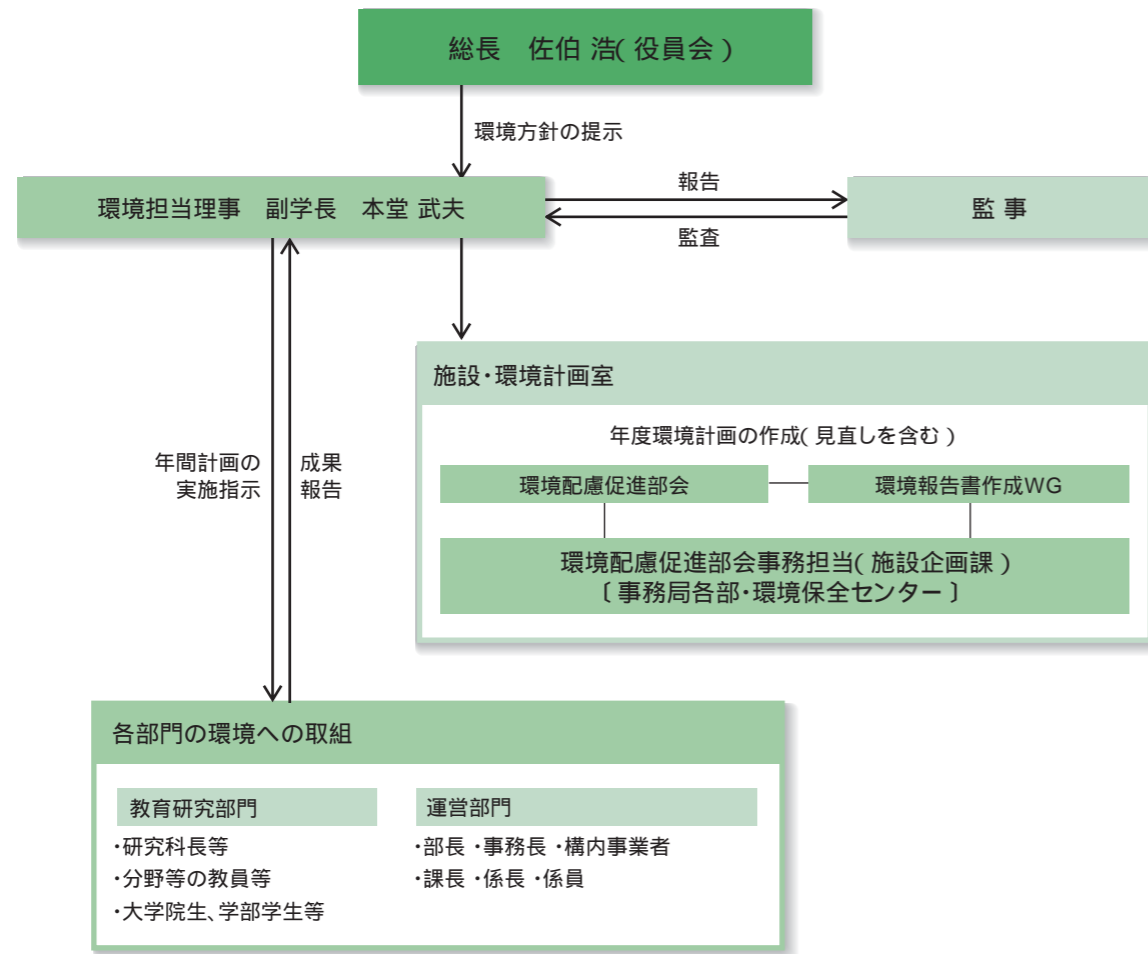 総長　佐伯 浩( 役員会 )
環境方針の提示
環境担当理事　副学長　本堂 武夫
報告
監査
監 事
施設・環境計画室
年度環境計画の作成( 見直しを含む )
環境配慮促進部会
環境報告書作成WG
環境配慮促進部会事務担当( 施設企画課 )
〔 事務局各部・環境保全センター 〕
年間計画の
実施指示
成果
報告
各部門の環境への取組
教育研究部門
・研究科長等
・分野等の教員等
・大学院生、学部学生等
運営部門
・部長 ・事務長 ・構内事業者
・課長 ・係長 ・係員